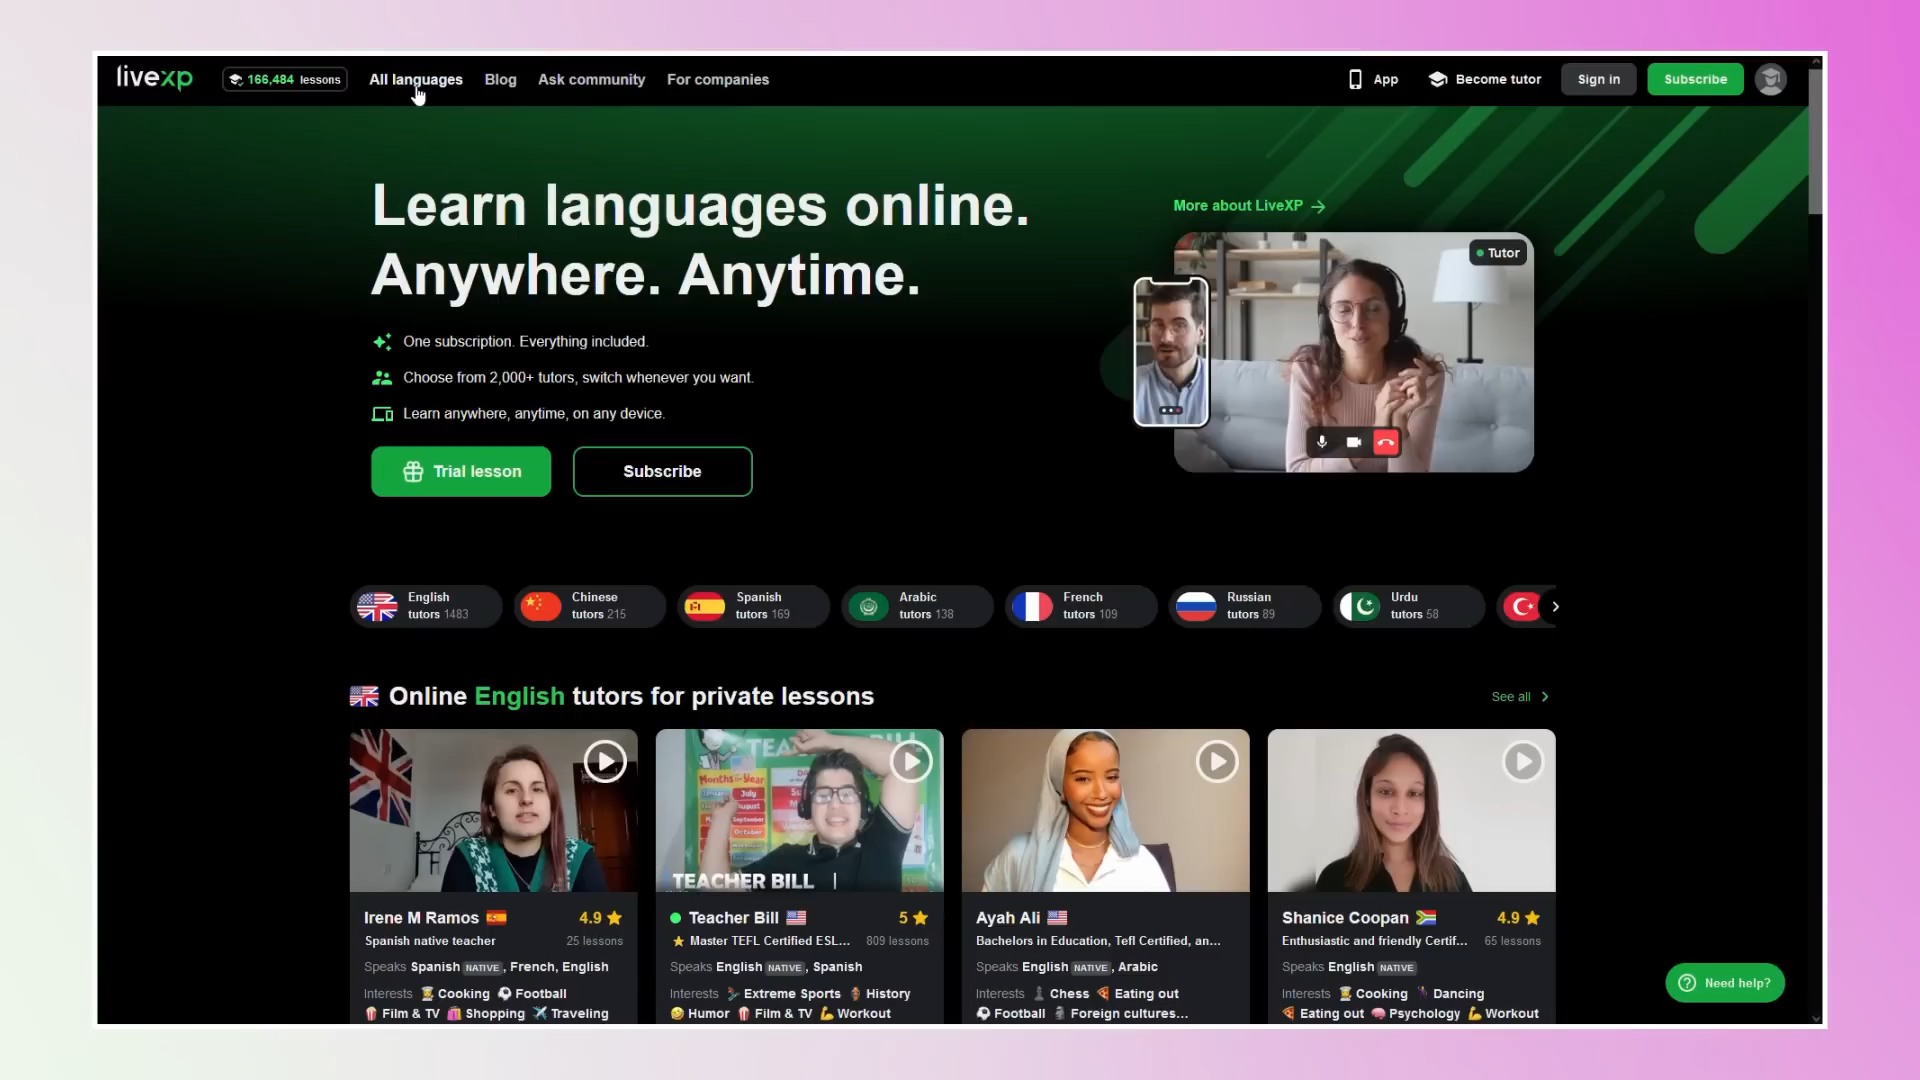 livexp
166,484 lessons
All languages
Blog
Ask community
For companies
App
Become tutor
Sign in
Subscribe
Learn languages online.
Anywhere. Anytime.
One subscription. Everything included.
Choose from 2,000+ tutors, switch whenever you want.
Learn anywhere, anytime, on any device.
Trial lesson
Subscribe
More about LiveXP
Tutor
English
tutors 1483
Chinese
tutors 215
Spanish
tutors 169
Arabic
tutors 138
French
tutors 109
Russian
tutors 89
Urdu
tutors 58
Online English tutors for private lessons
See all
Months of Year
July
August
September
October
TEACHER BILL
Irene M Ramos
4.9
Spanish native teacher
25 lessons
Speaks Spanish NATIVE, French, English
Interests Cooking Football
Film & TV Shopping Traveling
Teacher Bill
5
Master TEFL Certified ESL...
809 lessons
Speaks English NATIVE, Spanish
Interests Extreme Sports History
Humor Film & TV Workout
Ayah Ali
Bachelors in Education, Tefl Certified, an...
Speaks English NATIVE, Arabic
Interests Chess Eating out
Football Foreign cultures...
Shanice Coopan
4.9
Enthusiastic and friendly Certif...
65 lessons
Speaks English NATIVE
Interests Cooking Dancing
Eating out Psychology Workout
Need help?